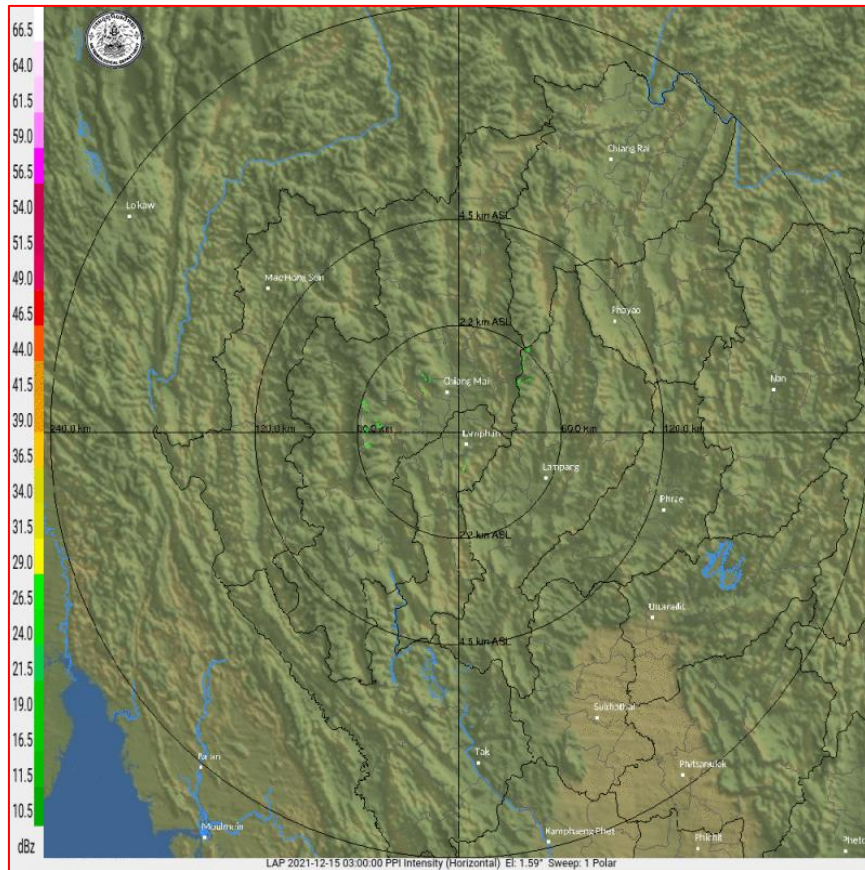 66.5
64.0
61.5
59.0
56.5
54.0
51.5
49.0
46.5
44.0
41.5
39.0
36.5
34.0
31.5
29.0
26.5
24.0
21.5
19.0
16.5
14.0
11.5
10.5
dBz
Chiang Rai
Loikaw
4.5 km ASL
Mae Hong Son
Phayao
2.2 km ASL
Chiang Mai
Nan
240.0 km
120.0 km
60.0 km
120.0 km
Lamphun
Lampang
Phrae
2.2 km ASL
Uttaradit
4.5 km ASL
Sukhothai
Tak
Pa'an
Phitsanulok
Moulmein
Kamphaeng Phet
Phichit
LAP 2021-12-15 03:00:00 PPI Intensity (Horizontal) El: 1.59° Sweep: 1 Polar